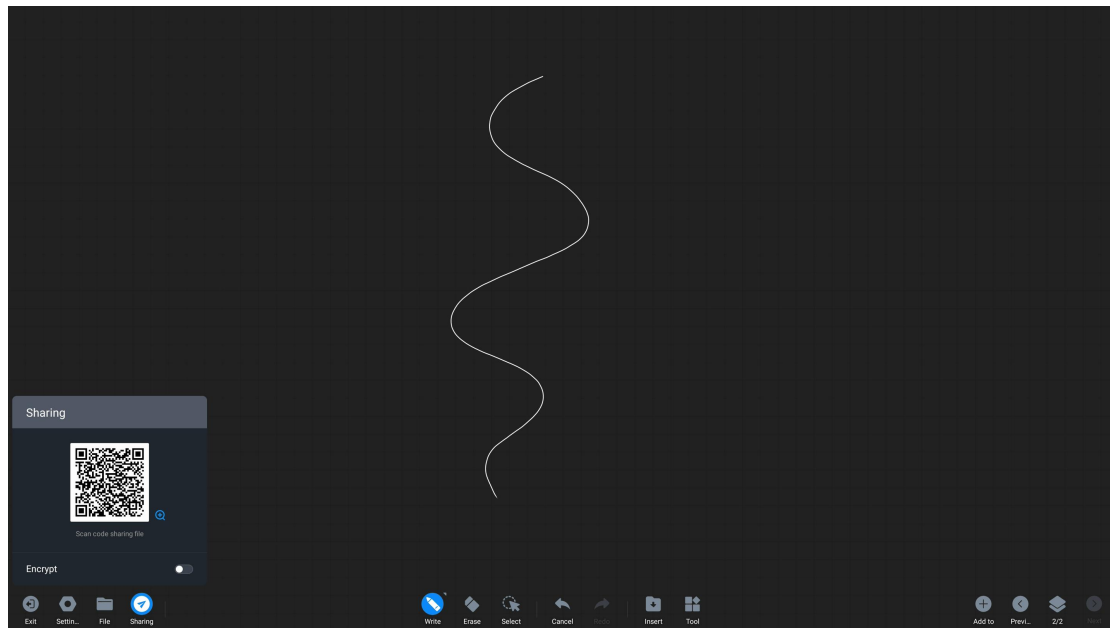 Sharing
Scan code sharing file
Encrypt
Exit
Settin...
File
Sharing
Write
Erase
Select
Cancel
Redo
Insert
Tool
Add to
Previ...
2/2
Next